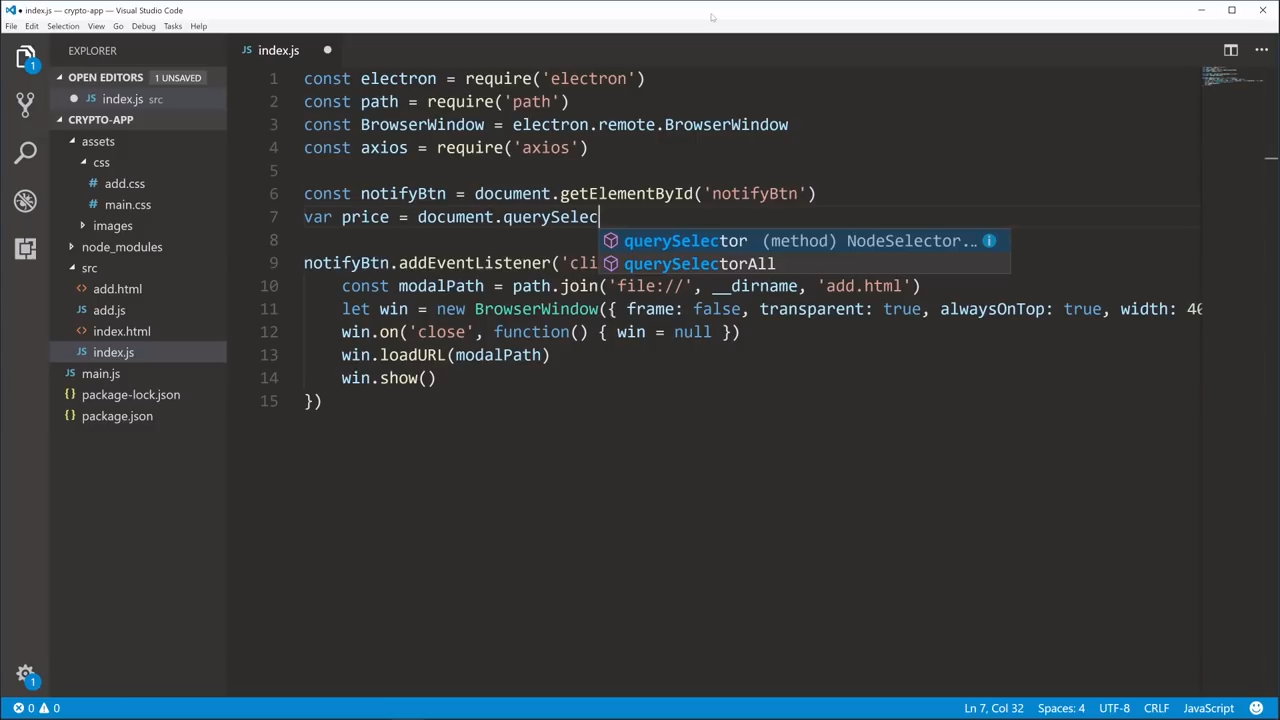 ● index.js — crypto-app — Visual Studio Code
File Edit Selection View Go Debug Tasks Help
EXPLORER
OPEN EDITORS 1 UNSAVED
● JS index.js src
CRYPTO-APP
assets
css
# add.css
# main.css
images
node_modules
src
<> add.html
JS add.js
<> index.html
JS index.js
JS main.js
{} package-lock.json
{} package.json
1
1
JS index.js ●
1 const electron = require('electron')
2 const path = require('path')
3 const BrowserWindow = electron.remote.BrowserWindow
4 const axios = require('axios')
5
6 const notifyBtn = document.getElementById('notifyBtn')
7 var price = document.querySelec
querySelector (method) NodeSelector..
querySelectorAll
8
9 notifyBtn.addEventListener('cli
10 const modalPath = path.join('file://', __dirname, 'add.html')
11 let win = new BrowserWindow({ frame: false, transparent: true, alwaysOnTop: true, width: 40
12 win.on('close', function() { win = null })
13 win.loadURL(modalPath)
14 win.show()
15 })
0 0 Ln 7, Col 32 Spaces: 4 UTF-8 CRLF JavaScript